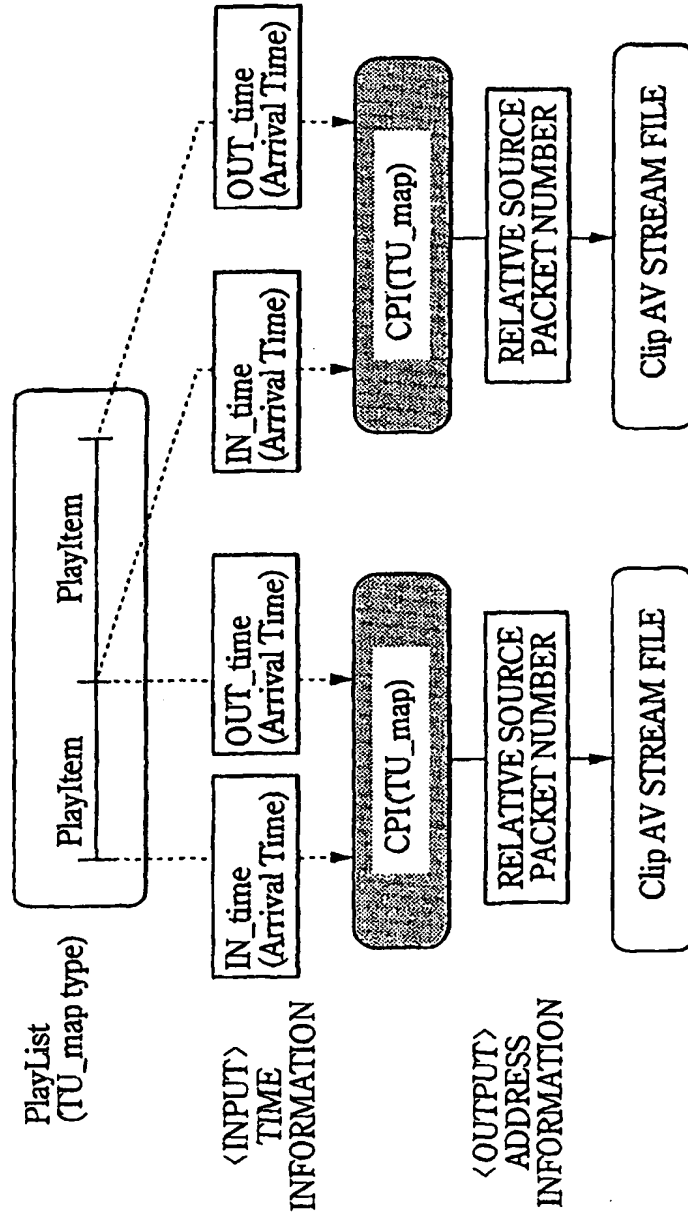 PlayList
(TU_map type)
PlayItem
PlayItem
<INPUT>
TIME
INFORMATION
IN_time
(Arrival Time)
OUT_time
(Arrival Time)
IN_time
(Arrival Time)
OUT_time
(Arrival Time)
CPI(TU_map)
CPI(TU_map)
<OUTPUT>
ADDRESS
INFORMATION
RELATIVE SOURCE
PACKET NUMBER
RELATIVE SOURCE
PACKET NUMBER
Clip AV STREAM FILE
Clip AV STREAM FILE